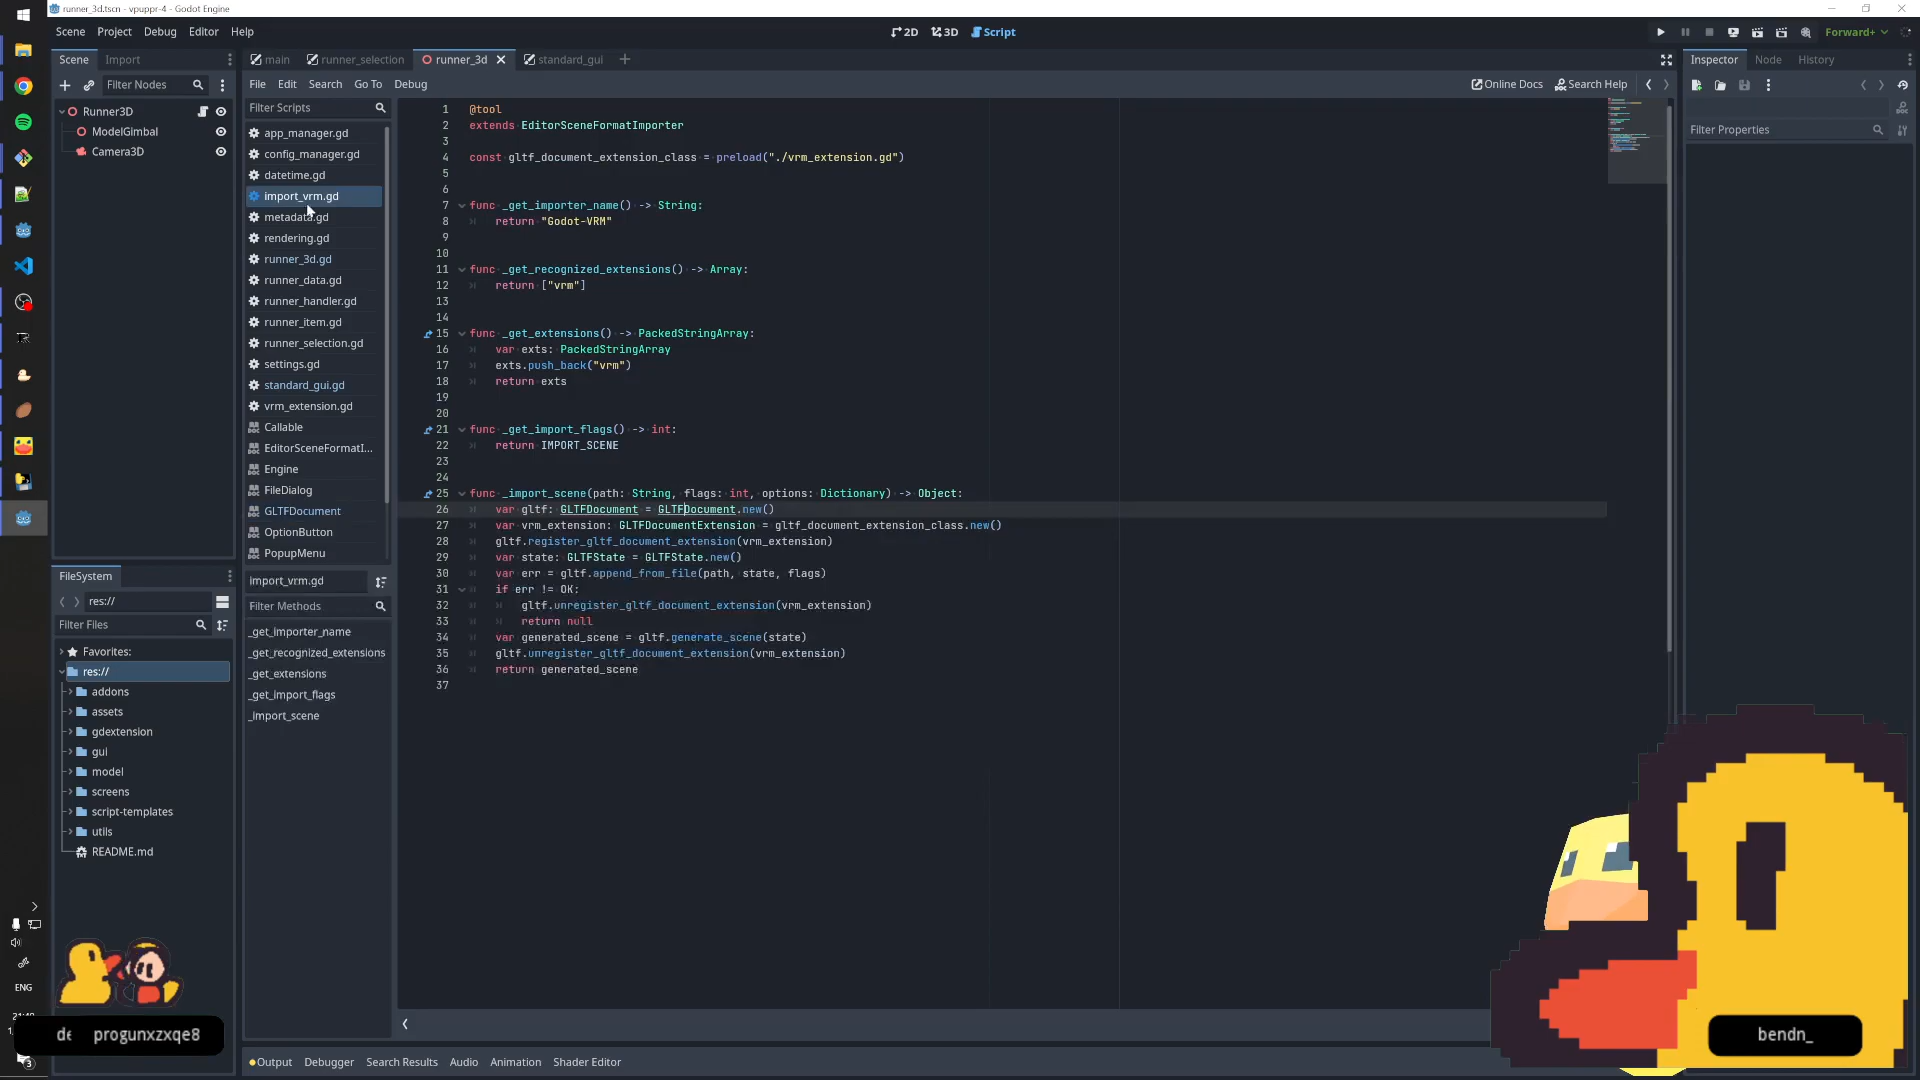 runner_3d.tscn - vpuppr-4 - Godot Engine
Scene Project Debug Editor Help
2D 3D Script
Forward+
Scene Import
Filter Nodes
Runner3D
ModelGimbal
Camera3D
main runner_selection runner_3d standard_gui
File Edit Search Go To Debug
Online Docs Search Help
Filter Scripts
app_manager.gd
config_manager.gd
datetime.gd
import_vrm.gd
metadata.gd
rendering.gd
runner_3d.gd
runner_data.gd
runner_handler.gd
runner_item.gd
runner_selection.gd
settings.gd
standard_gui.gd
vrm_extension.gd
Callable
EditorSceneFormatI...
Engine
FileDialog
GLTFDocument
OptionButton
PopupMenu
import_vrm.gd
Filter Methods
_get_importer_name
_get_recognized_extensions
_get_extensions
_get_import_flags
_import_scene
1 @tool
2 extends EditorSceneFormatImporter
3
4 const gltf_document_extension_class = preload("./vrm_extension.gd")
5
6
7 func _get_importer_name() -> String:
8 return "Godot-VRM"
9
10
11 func _get_recognized_extensions() -> Array:
12 return ["vrm"]
13
14
15 func _get_extensions() -> PackedStringArray:
16 var exts: PackedStringArray
17 exts.push_back("vrm")
18 return exts
19
20
21 func _get_import_flags() -> int:
22 return IMPORT_SCENE
23
24
25 func _import_scene(path: String, flags: int, options: Dictionary) -> Object:
26 var gltf: GLTFDocument = GLTFDocument.new()
27 var vrm_extension: GLTFDocumentExtension = gltf_document_extension_class.new()
28 gltf.register_gltf_document_extension(vrm_extension)
29 var state: GLTFState = GLTFState.new()
30 var err = gltf.append_from_file(path, state, flags)
31 if err != OK:
32 gltf.unregister_gltf_document_extension(vrm_extension)
33 return null
34 var generated_scene = gltf.generate_scene(state)
35 gltf.unregister_gltf_document_extension(vrm_extension)
36 return generated_scene
37
FileSystem
res://
Filter Files
Favorites:
res://
addons
assets
gdextension
gui
model
screens
script-templates
utils
README.md
Output Debugger Search Results Audio Animation Shader Editor
Inspector Node History
Filter Properties
ENG
3
progunxzxqe8
bendn_